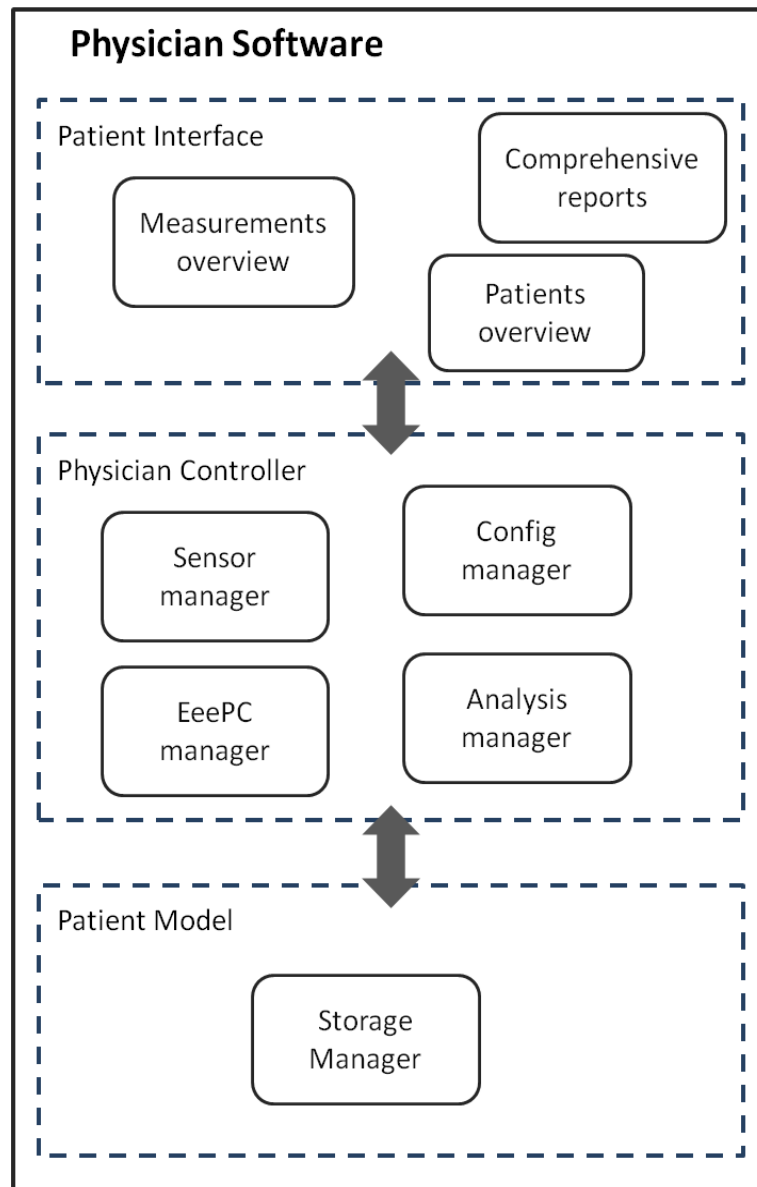 Physician Software
Patient Interface
Comprehensive
reports
Measurements
overview
Patients
overview
Physician Controller
Sensor
manager
Config
manager
EeePC
manager
Analysis
manager
Patient Model
Storage
Manager